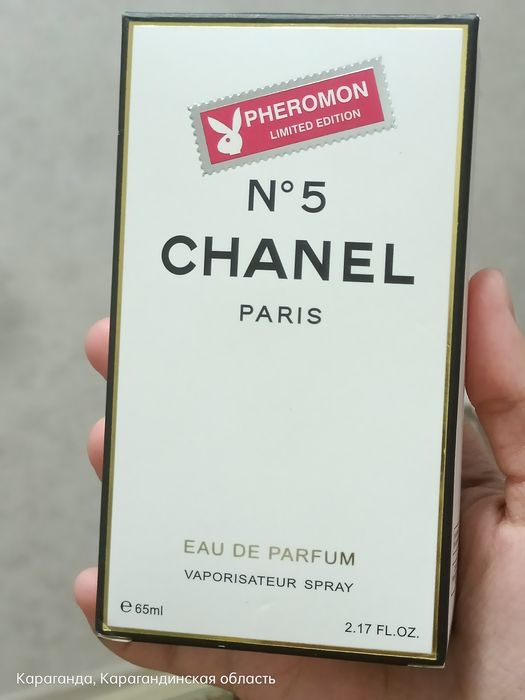 PHEROMON
LIMITED EDITION
N°5
CHANEL
PARIS
EAU DE PARFUM
VAPORISATEUR SPRAY
℮ 65ml
2.17 FL.OZ.
Караганда, Карагандинская область